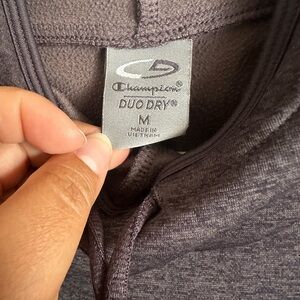 Champion
DUO DRY®
M
MADE IN
VIETNAM